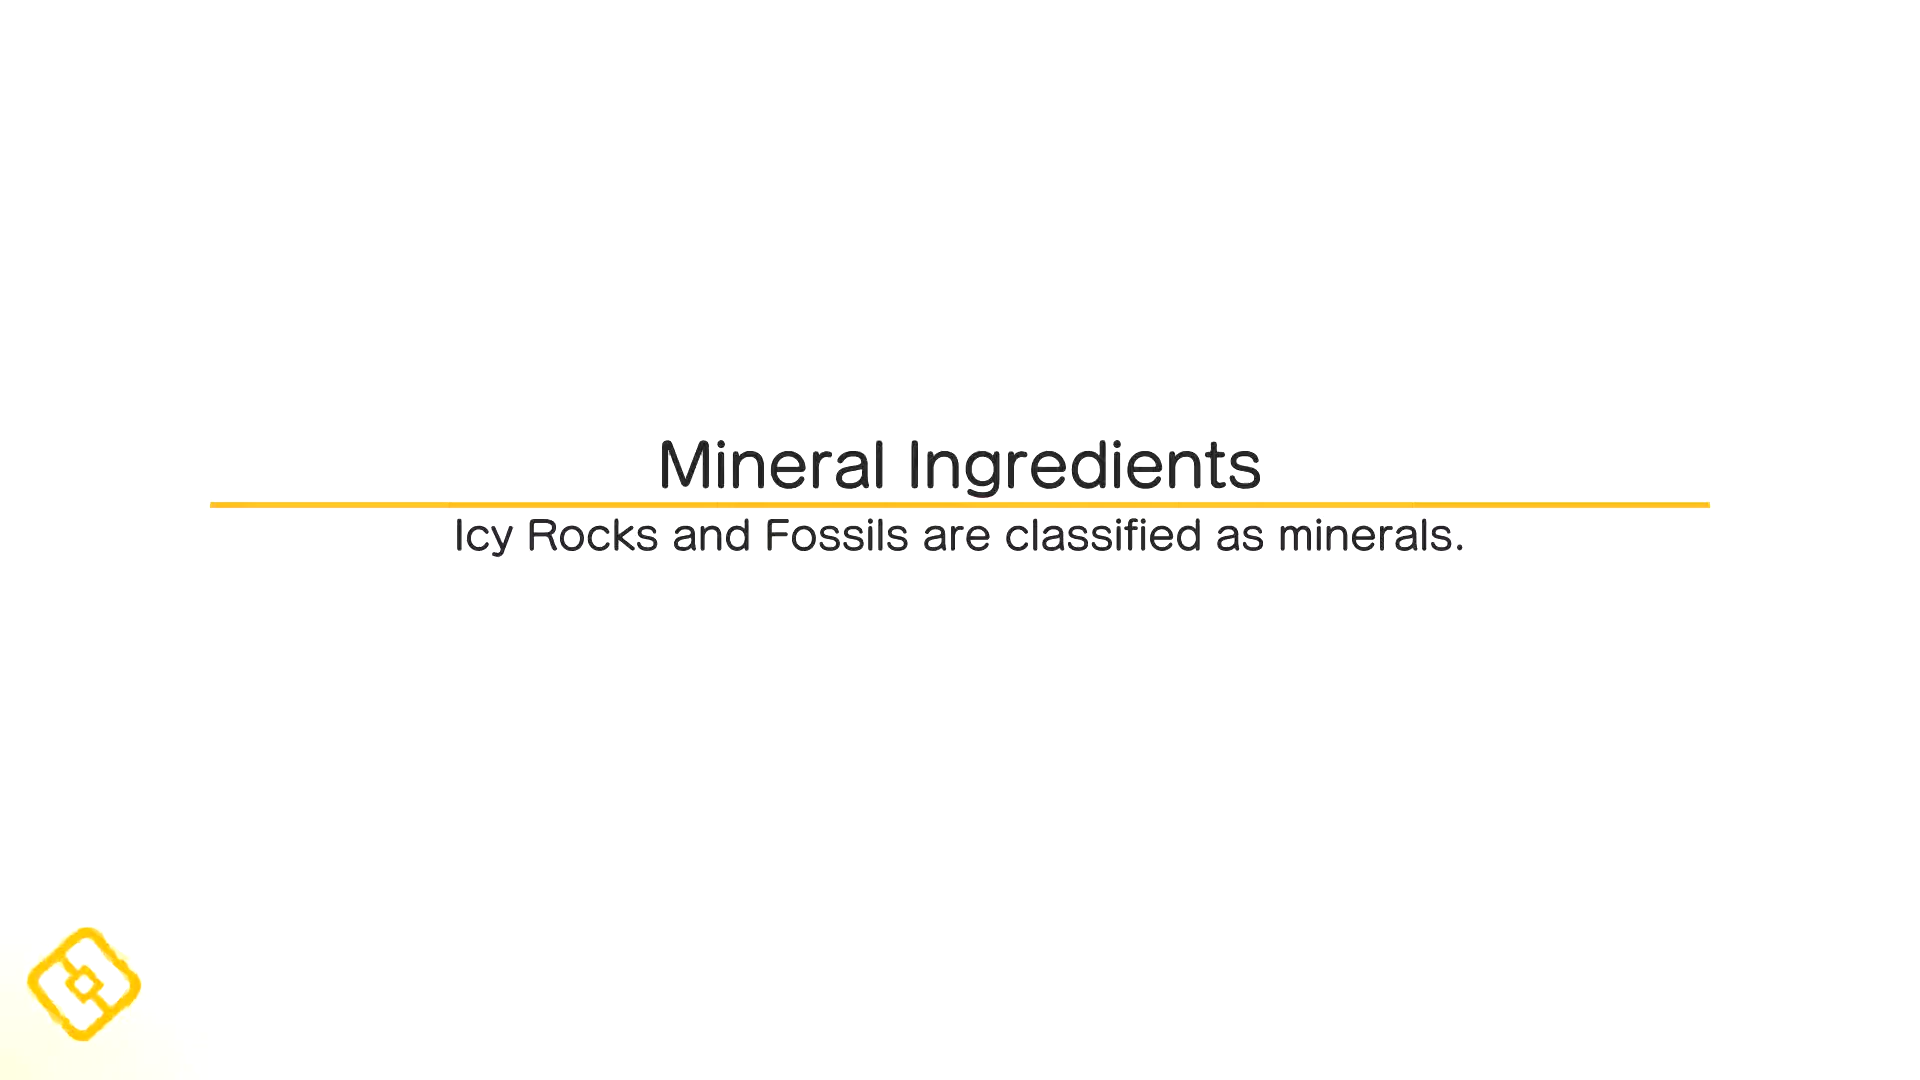 Mineral Ingredients
Icy Rocks and Fossils are classified as minerals.